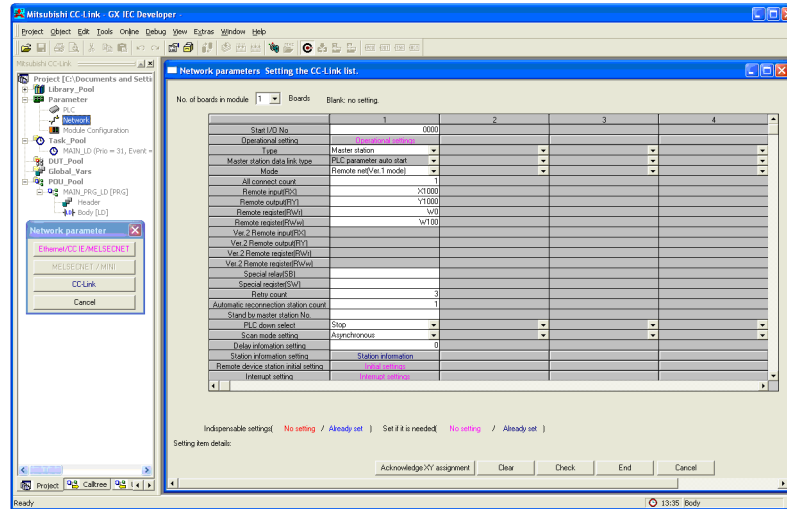 Mitsubishi CC-Link - GX IEC Developer -
Project Object Edit Tools Online Debug View Extras Window Help
Mitsubishi CC-Link
Project [C:\Documents and Setti
Library_Pool
Parameter
PLC
Network
Module Configuration
Task_Pool
MAIN_LD (Prio = 31, Event =
DUT_Pool
Global_Vars
POU_Pool
MAIN_PRG_LD [PRG]
Header
Body [LD]
Network parameter
Ethernet/CC IE/MELSECNET
MELSECNET / MINI
CC-Link
Cancel
Project Calltree
Network parameters Setting the CC-Link list.
No. of boards in module 1 Boards Blank: no setting.
1 2 3 4
Start I/O No 0000
Operational setting Operational settings
Type Master station
Master station data link type PLC parameter auto start
Mode Remote net(Ver.1 mode)
All connect count 1
Remote input(RX) X1000
Remote output(RY) Y1000
Remote register(RWr) W0
Remote register(RWw) W100
Ver.2 Remote input(RX)
Ver.2 Remote output(RY)
Ver.2 Remote register(RWr)
Ver.2 Remote register(RWw)
Special relay(SB)
Special register(SW)
Retry count 3
Automatic reconnection station count 1
Stand by master station No.
PLC down select Stop
Scan mode setting Asynchronous
Delay infomation setting 0
Station information setting Station information
Remote device station initial setting Initial settings
Interrupt setting Interrupt settings
Indispensable settings( No setting / Already set ) Set if it is needed( No setting / Already set )
Setting item details:
Acknowledge XY assignment Clear Check End Cancel
Ready 13:35 Body